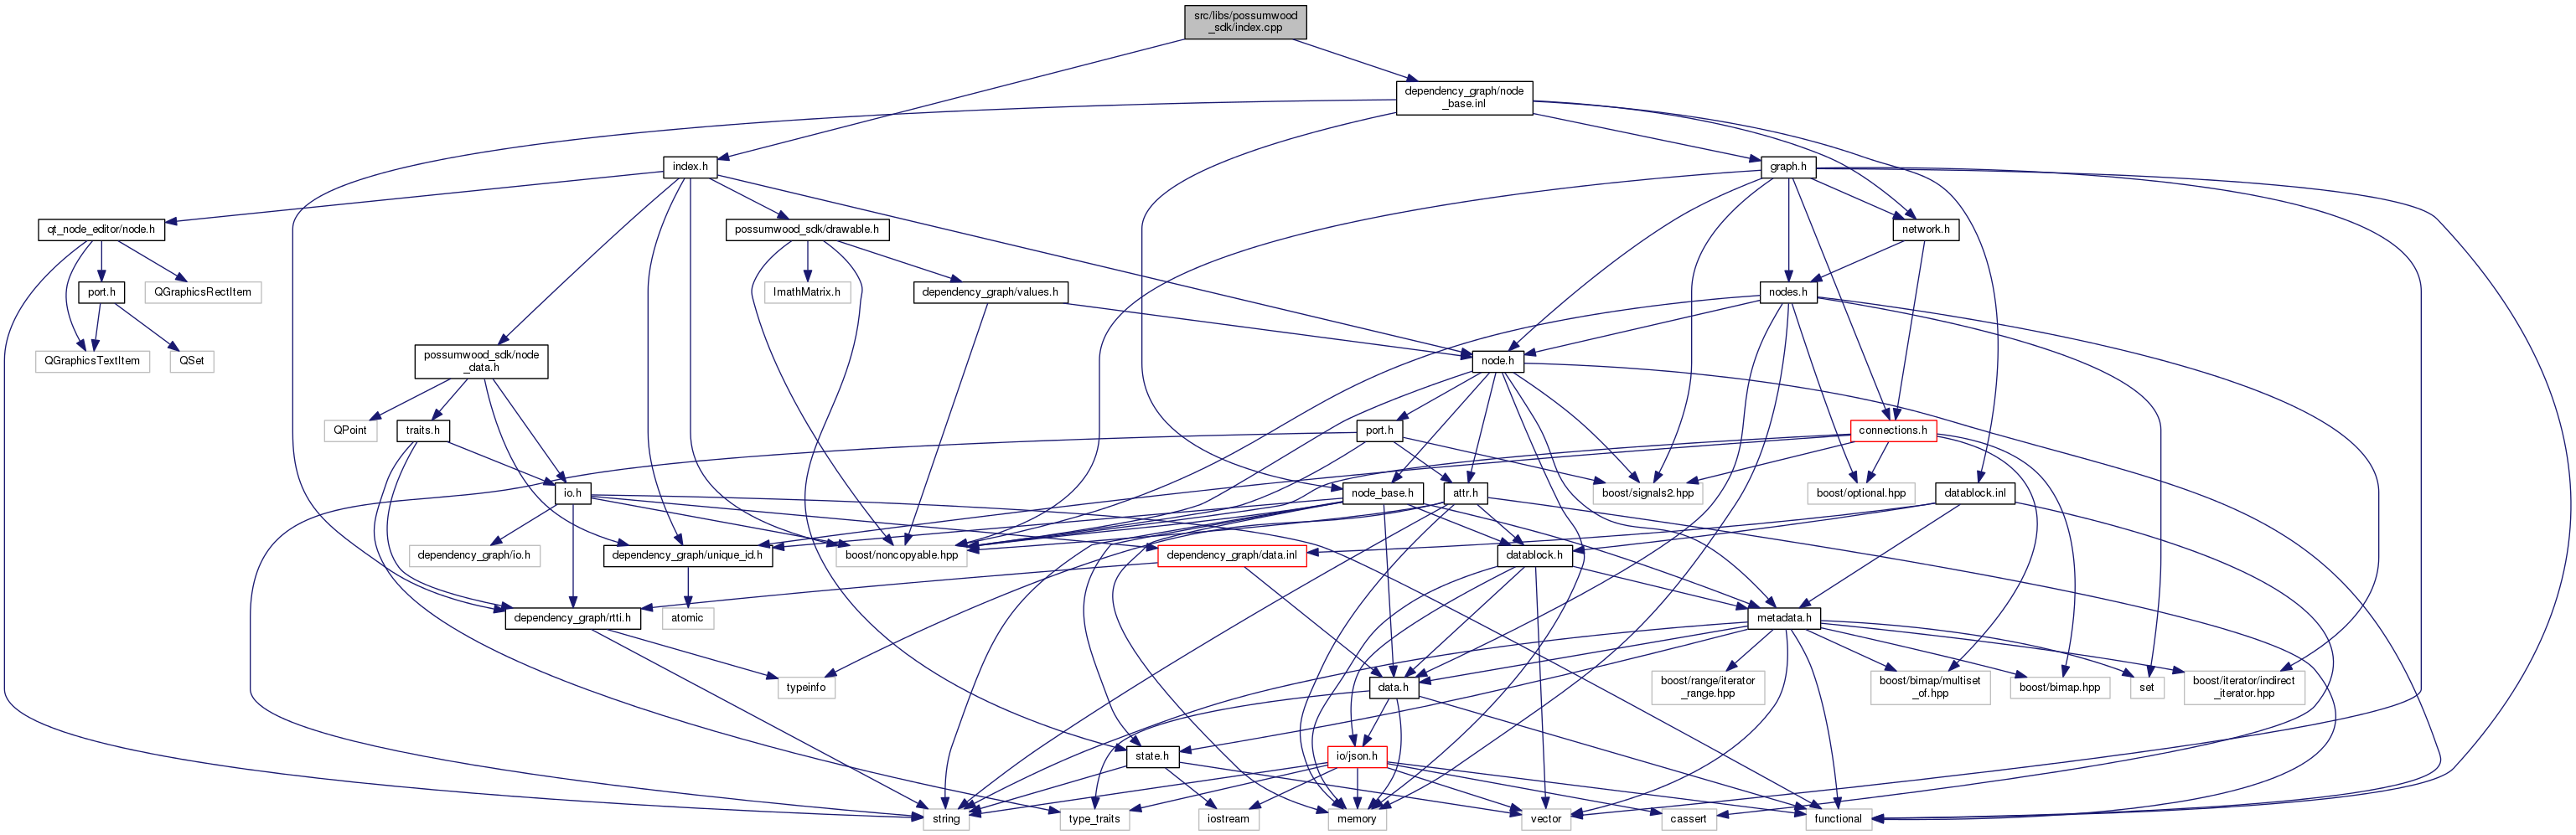 src/libs/possumwood
_sdk/index.cpp
dependency_graph/node
_base.inl
index.h
graph.h
qt_node_editor/node.h
possumwood_sdk/drawable.h
network.h
port.h
QGraphicsRectItem
ImathMatrix.h
dependency_graph/values.h
nodes.h
QGraphicsTextItem
QSet
possumwood_sdk/node
_data.h
node.h
QPoint
traits.h
port.h
connections.h
io.h
node_base.h
attr.h
boost/signals2.hpp
boost/optional.hpp
datablock.inl
dependency_graph/io.h
dependency_graph/unique_id.h
boost/noncopyable.hpp
dependency_graph/data.inl
datablock.h
dependency_graph/rtti.h
atomic
metadata.h
typeinfo
data.h
boost/range/iterator
_range.hpp
boost/bimap/multiset
_of.hpp
boost/bimap.hpp
set
boost/iterator/indirect
_iterator.hpp
state.h
io/json.h
string
type_traits
iostream
memory
vector
cassert
functional